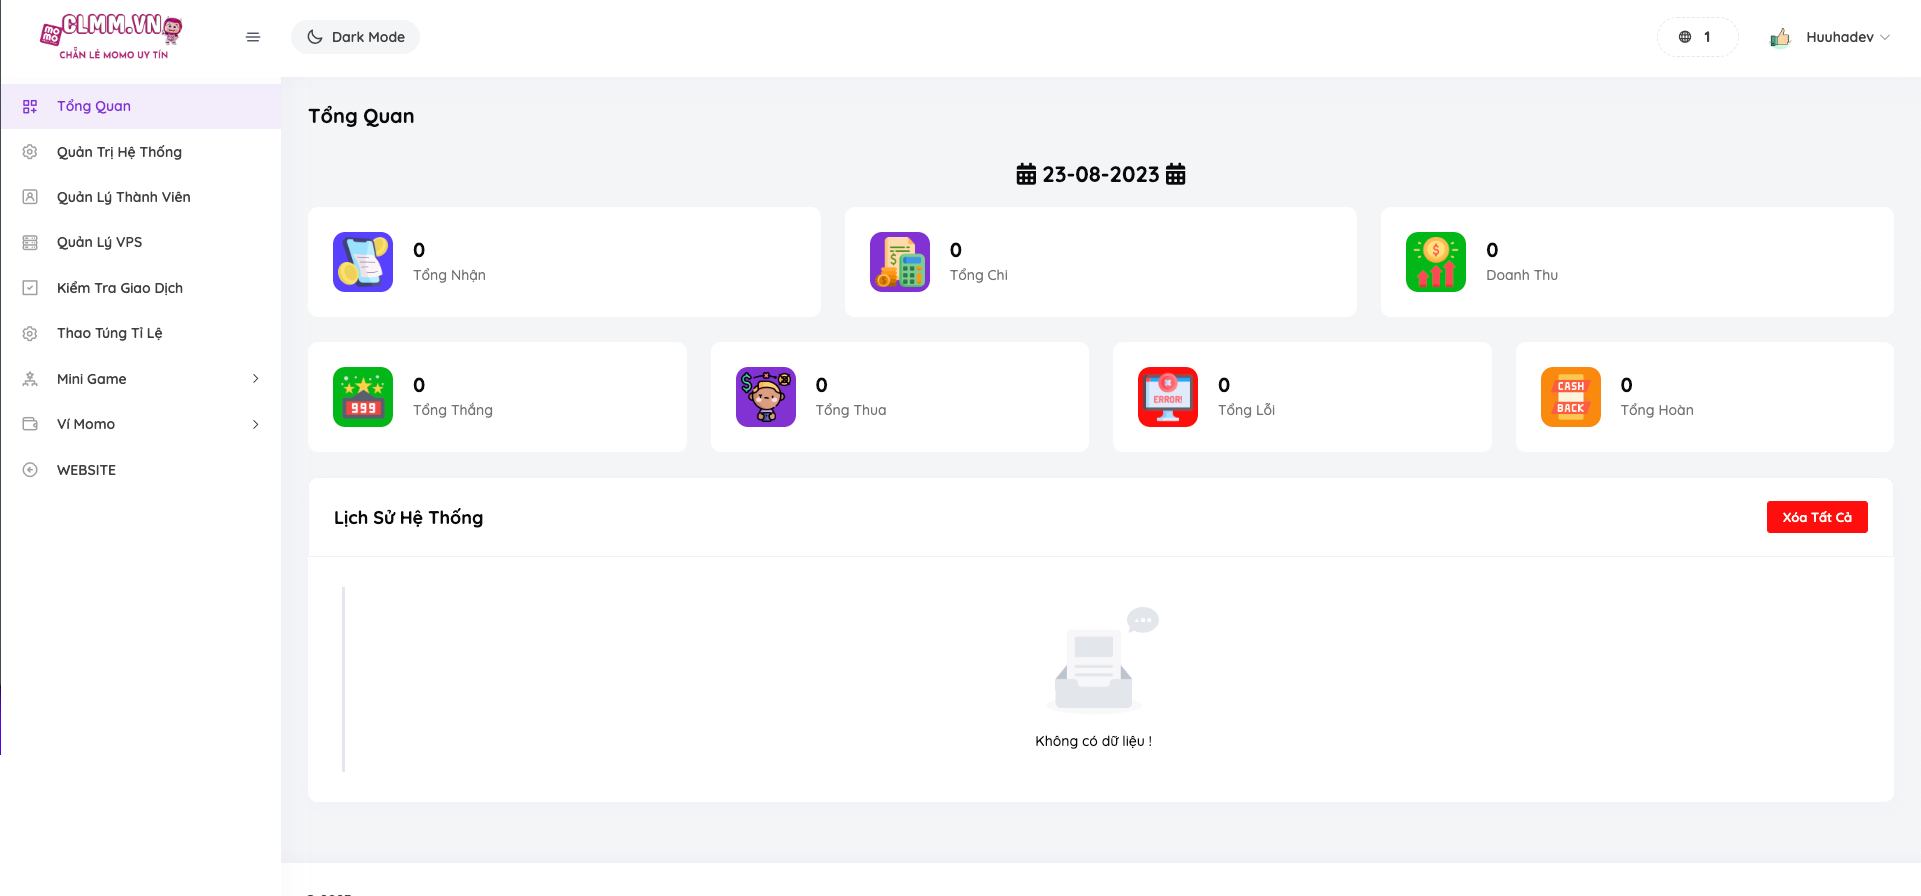 CLMM.VN
momo
CHẴN LẺ MOMO UY TÍN
Dark Mode
1
Huuhadev
Tổng Quan
Quản Trị Hệ Thống
Quản Lý Thành Viên
Quản Lý VPS
Kiểm Tra Giao Dịch
Thao Túng Tỉ Lệ
Mini Game
Ví Momo
WEBSITE
Tổng Quan
23-08-2023
0
Tổng Nhận
0
Tổng Chi
0
Doanh Thu
999
0
Tổng Thắng
0
Tổng Thua
ERROR!
0
Tổng Lỗi
CASH
BACK
0
Tổng Hoàn
Lịch Sử Hệ Thống
Xóa Tất Cả
Không có dữ liệu !